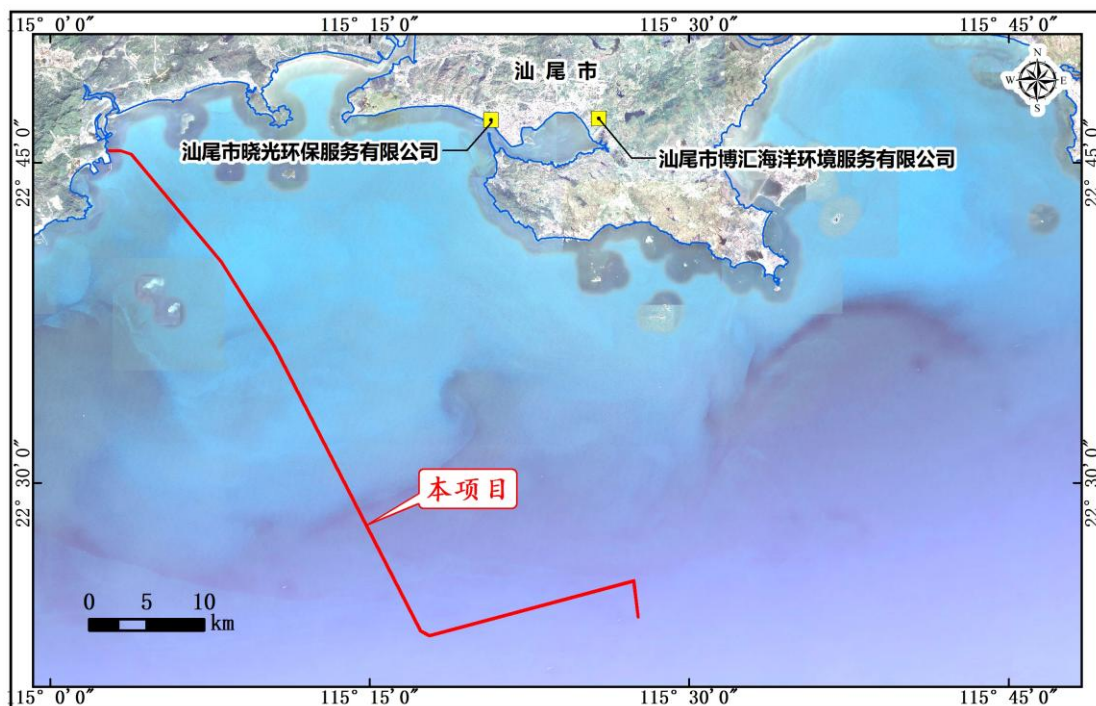 115° 0′0″
115° 15′0″
115° 30′0″
115° 45′0″
N
W
E
S
汕尾市
汕尾市晓光环保服务有限公司
汕尾市博汇海洋环境服务有限公司
22° 45′0″
22° 45′0″
本项目
22° 30′0″
22° 30′0″
0 5 10
km
115° 0′0″
115° 15′0″
115° 30′0″
115° 45′0″